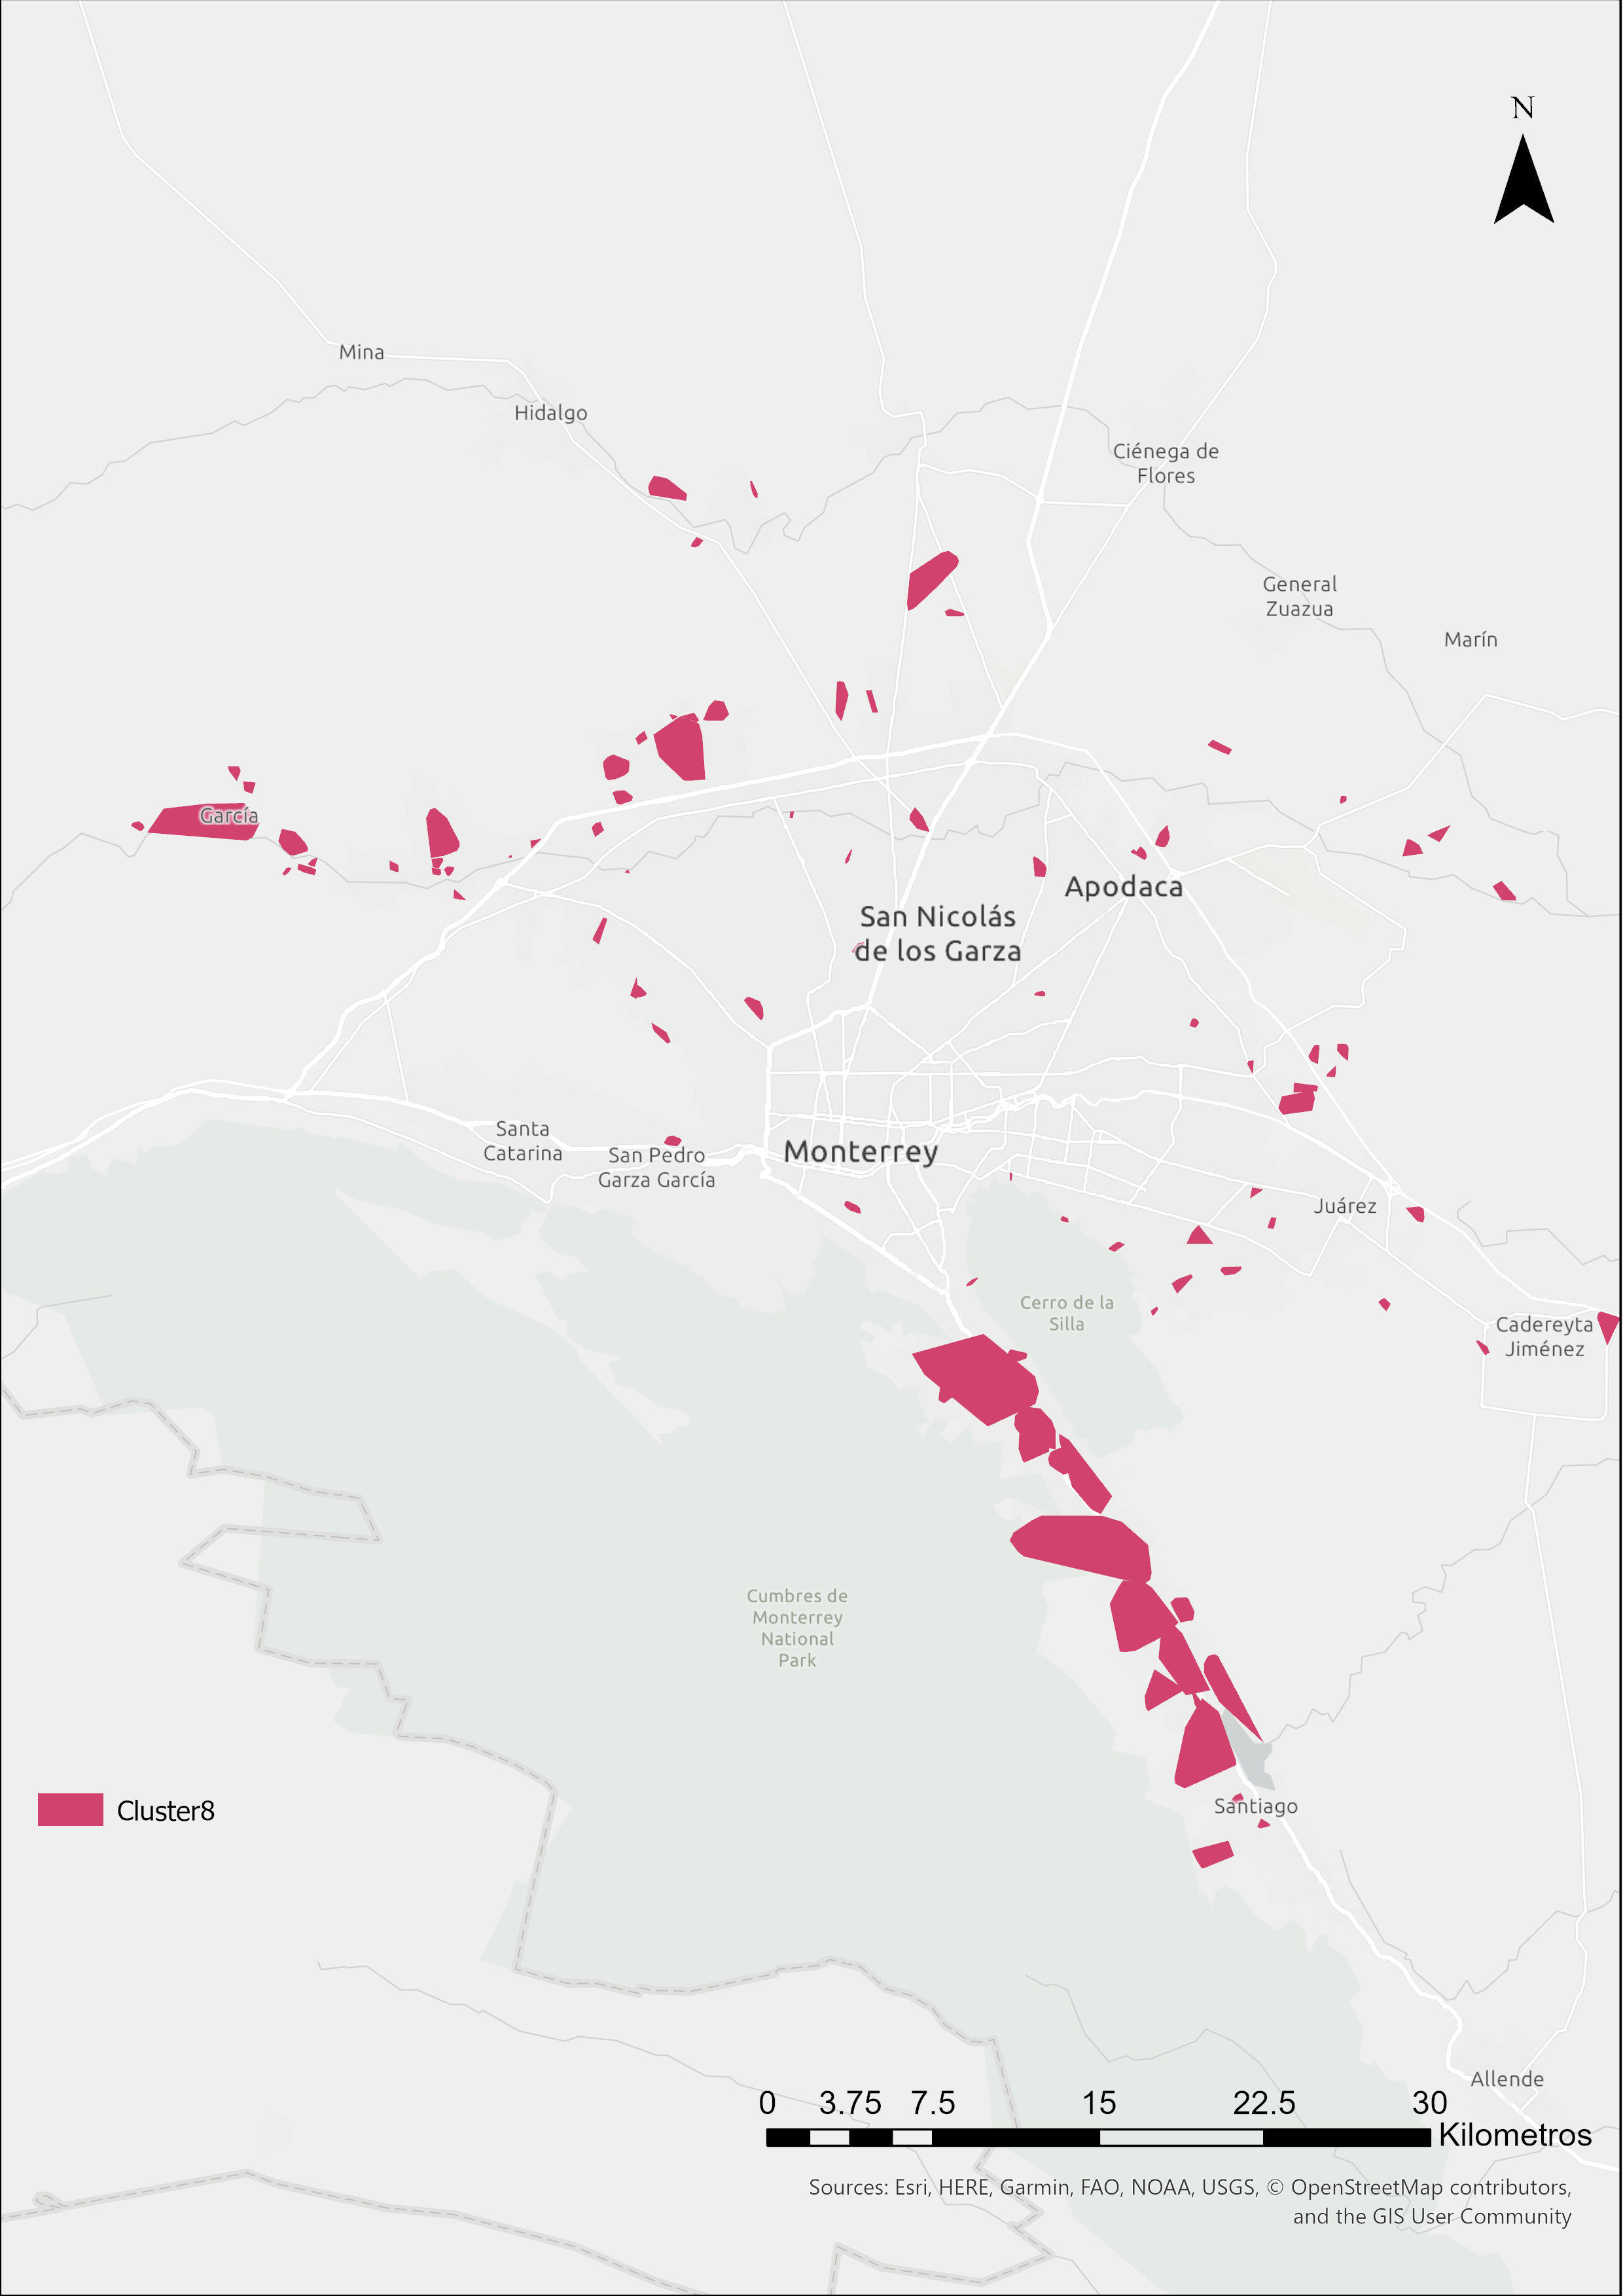 N
Mina
Hidalgo
Ciénega de
Flores
General
Zuazua
Marín
García
Apodaca
San Nicolás
de los Garza
Santa
Catarina
San Pedro
Garza García
Monterrey
Juárez
Cerro de la
Silla
Cadereyta
Jiménez
Cumbres de
Monterrey
National
Park
Cluster8
Santiago
Allende
0 3.75 7.5 15 22.5 30
Kilometros
Sources: Esri, HERE, Garmin, FAO, NOAA, USGS, © OpenStreetMap contributors,
and the GIS User Community